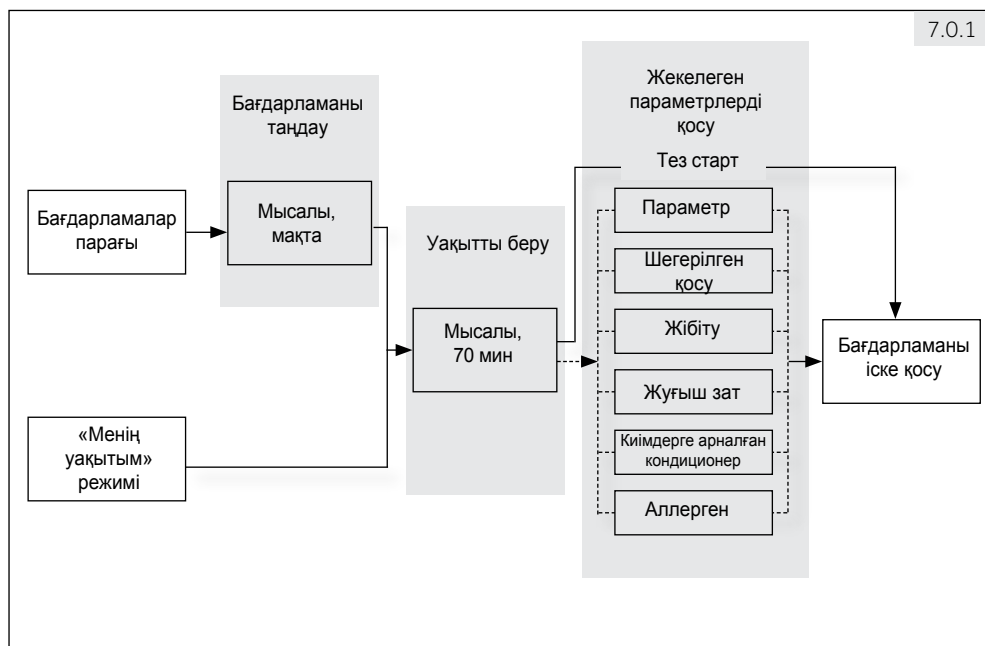 7.0.1
Бағдарламалар
парағы
«Менің
уақытым»
режимі
Бағдарламаны
таңдау
Мысалы,
мақта
Уақытты беру
Мысалы,
70 мин
Жекелеген
параметрлерді
қосу
Тез старт
Параметр
Шегерілген
қосу
Жібіту
Жуғыш зат
Киімдерге арналған
кондиционер
Аллерген
Бағдарламаны
іске қосу